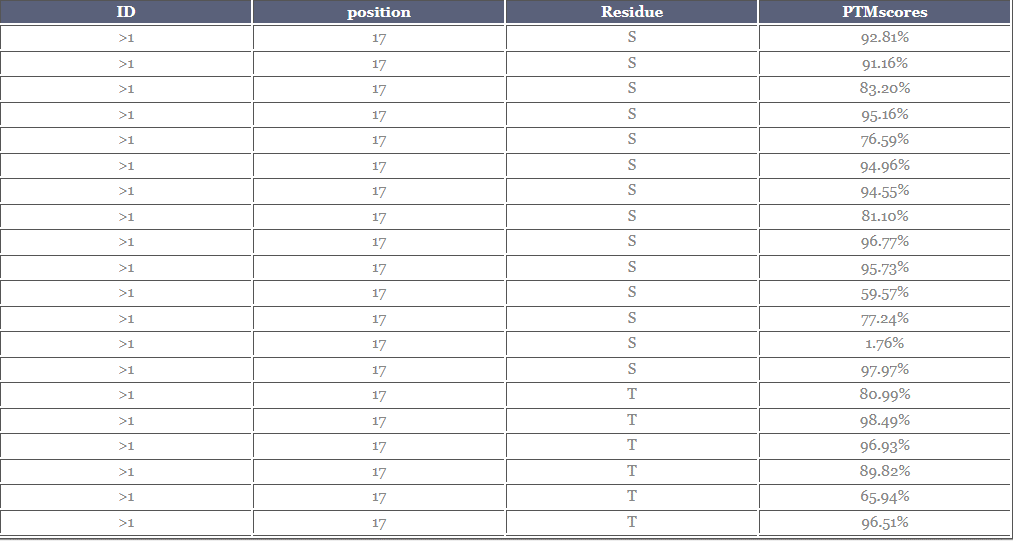 ID position Residue PTMscores
>1 17 S 92.81%
>1 17 S 91.16%
>1 17 S 83.20%
>1 17 S 95.16%
>1 17 S 76.59%
>1 17 S 94.96%
>1 17 S 94.55%
>1 17 S 81.10%
>1 17 S 96.77%
>1 17 S 95.73%
>1 17 S 59.57%
>1 17 S 77.24%
>1 17 S 1.76%
>1 17 S 97.97%
>1 17 T 80.99%
>1 17 T 98.49%
>1 17 T 96.93%
>1 17 T 89.82%
>1 17 T 65.94%
>1 17 T 96.51%